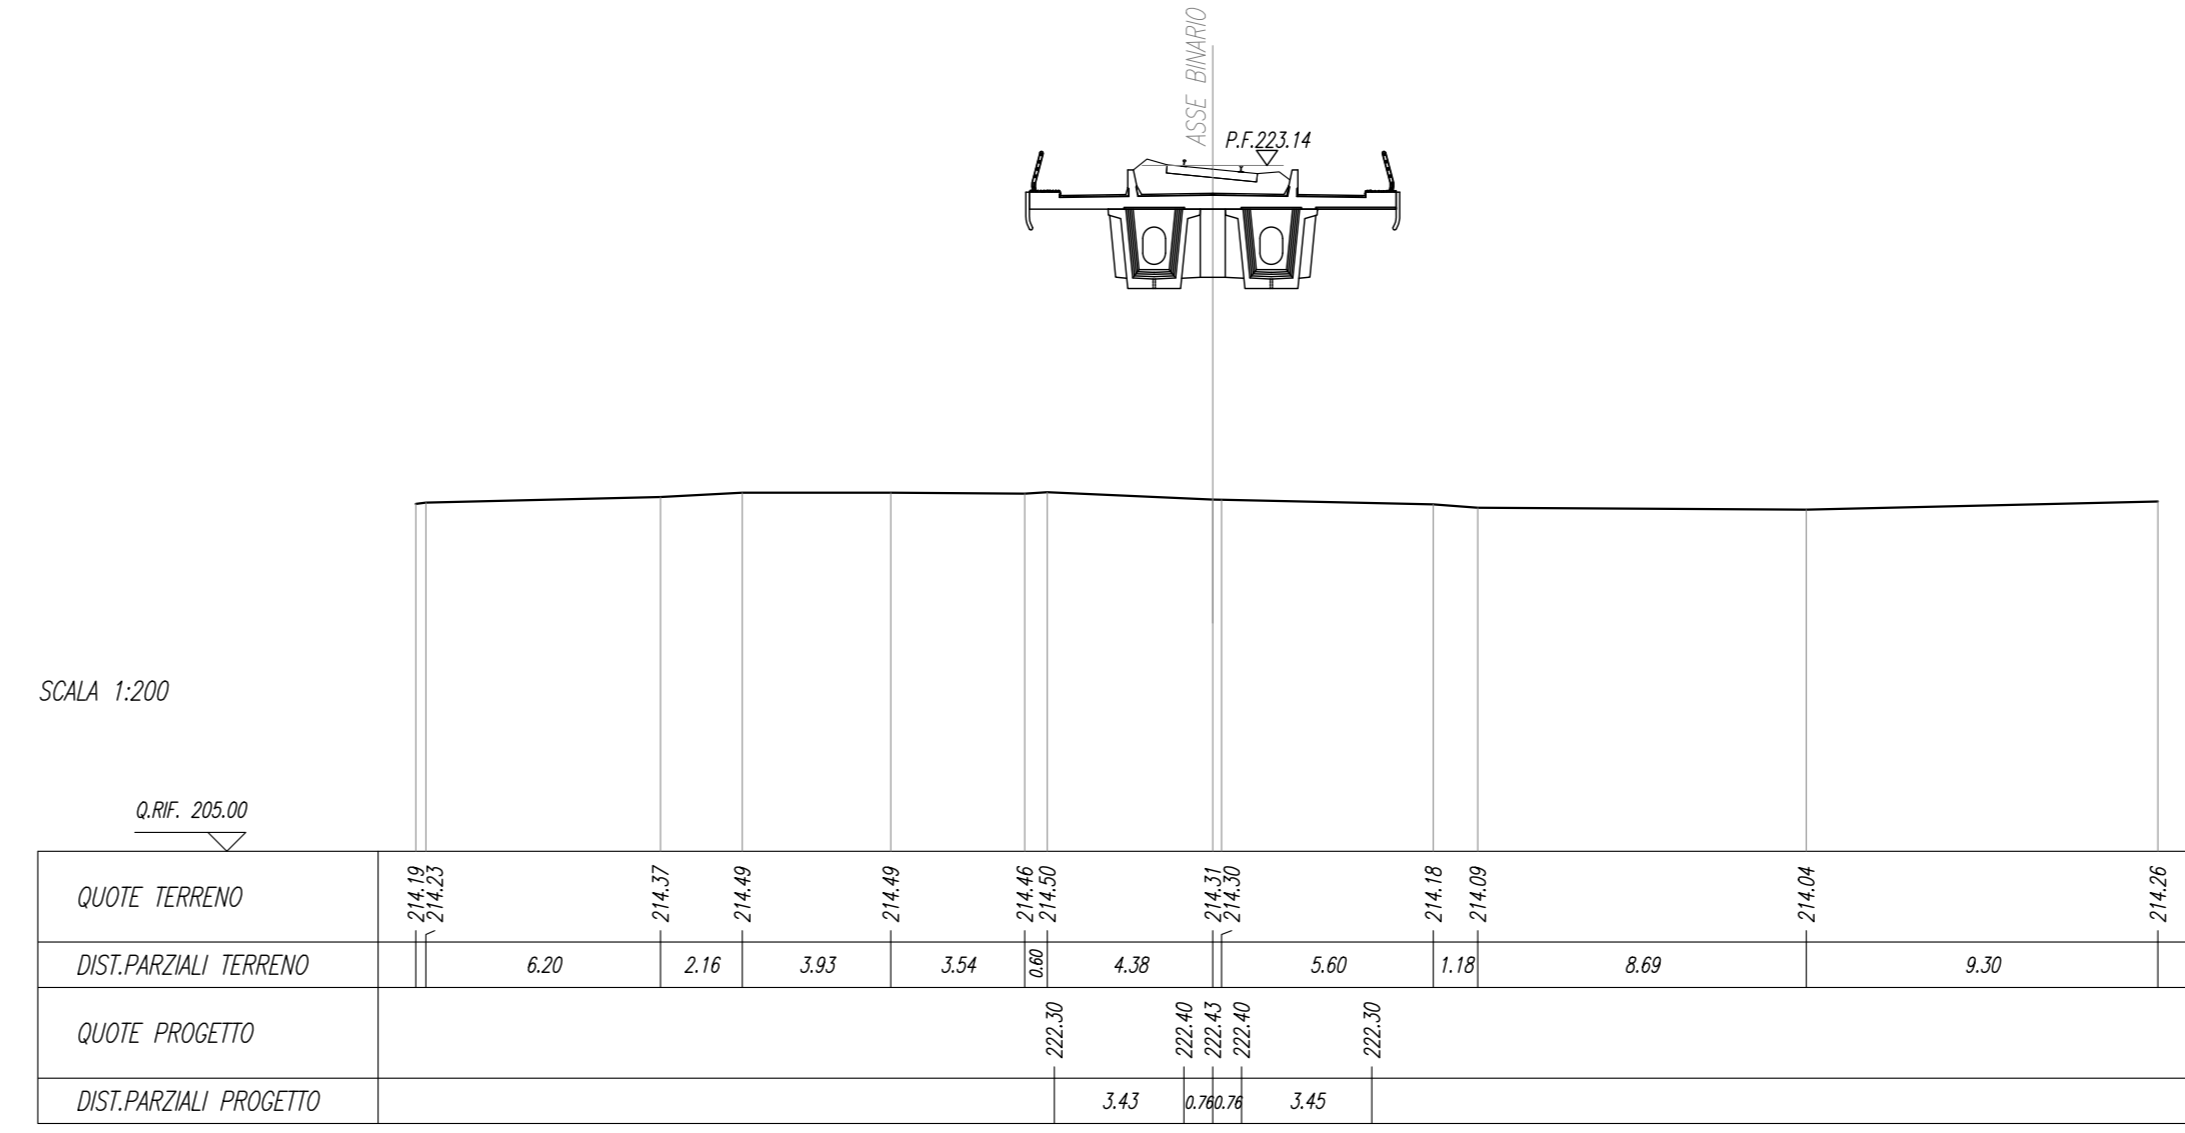 ASSE BINARIO
P.F.223.14
SCALA 1:200
Q.RIF. 205.00
QUOTE TERRENO 214.19 214.23 214.37 214.49 214.49 214.46 214.50 214.31 214.30 214.18 214.09 214.04 214.26
DIST.PARZIALI TERRENO 6.20 2.16 3.93 3.54 0.60 4.38 5.60 1.18 8.69 9.30
QUOTE PROGETTO 222.30 222.40 222.43 222.40 222.30
DIST.PARZIALI PROGETTO 3.43 0.76 0.76 3.45